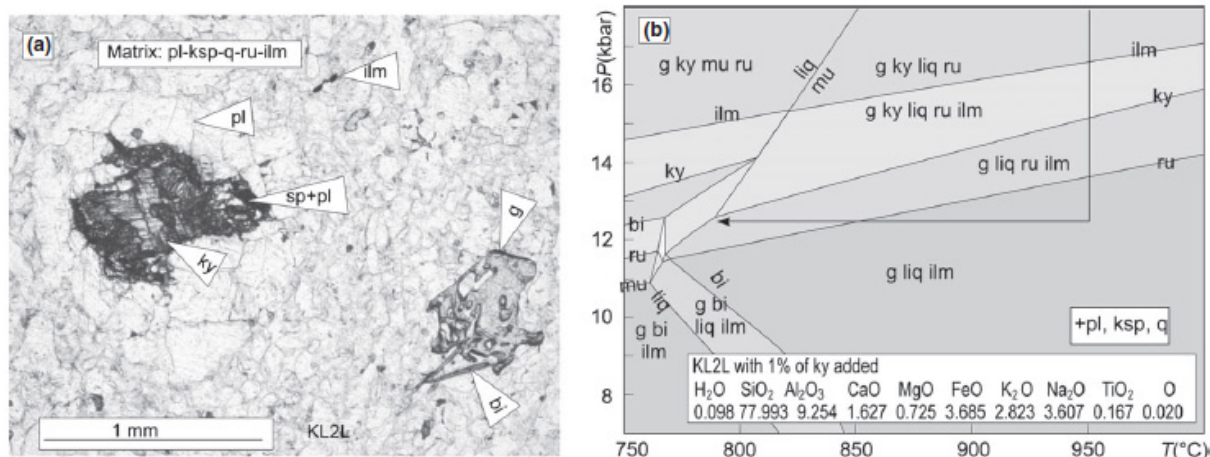 (a)
Matrix: pl-ksp-q-ru-ilm
ilm
pl
sp+pl
ky
g
bi
1 mm
KL2L
(b)
P(kbar)
16
14
12
10
8
g ky mu ru
liq
mu
g ky liq ru
ilm
ilm
g ky liq ru ilm
ky
ky
g liq ru ilm
ru
bi
ru
mu
liq
g bi
ilm
bi
g bi
liq ilm
g liq ilm
+pl, ksp, q
KL2L with 1% of ky added
H₂O SiO₂ Al₂O₃ CaO MgO FeO K₂O Na₂O TiO₂ O
0.098 77.993 9.254 1.627 0.725 3.685 2.823 3.607 0.167 0.020
750 800 850 900 950 T(°C)